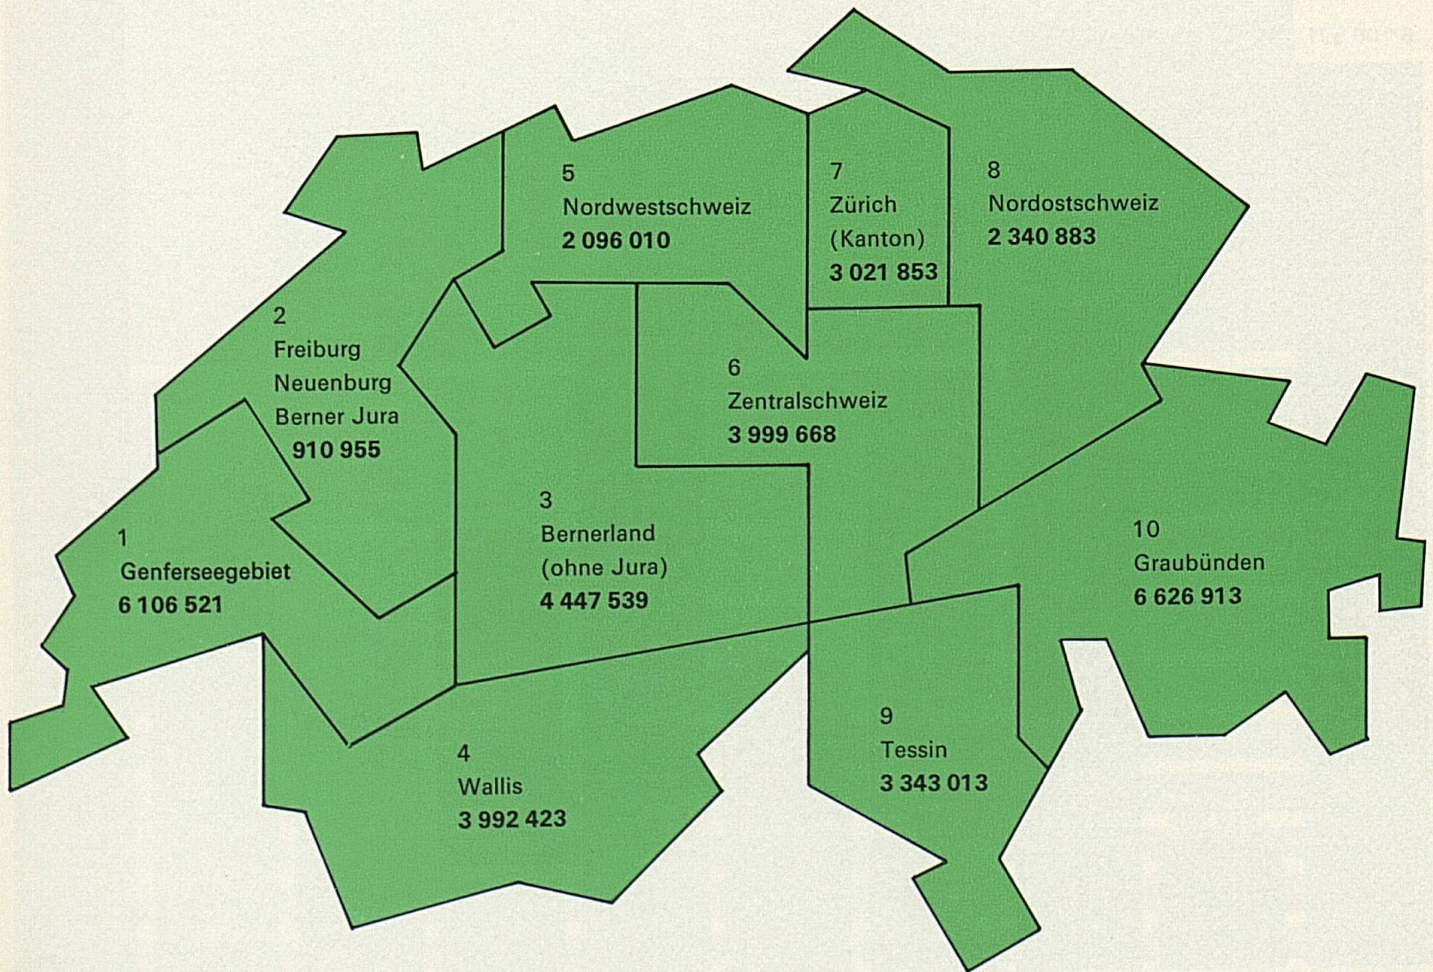 1
Genferseegebiet
6 106 521
2
Freiburg
Neuenburg
Berner Jura
910 955
3
Bernerland
(ohne Jura)
4 447 539
4
Wallis
3 992 423
5
Nordwestschweiz
2 096 010
6
Zentralschweiz
3 999 668
7
Zürich
(Kanton)
3 021 853
8
Nordostschweiz
2 340 883
9
Tessin
3 343 013
10
Graubünden
6 626 913